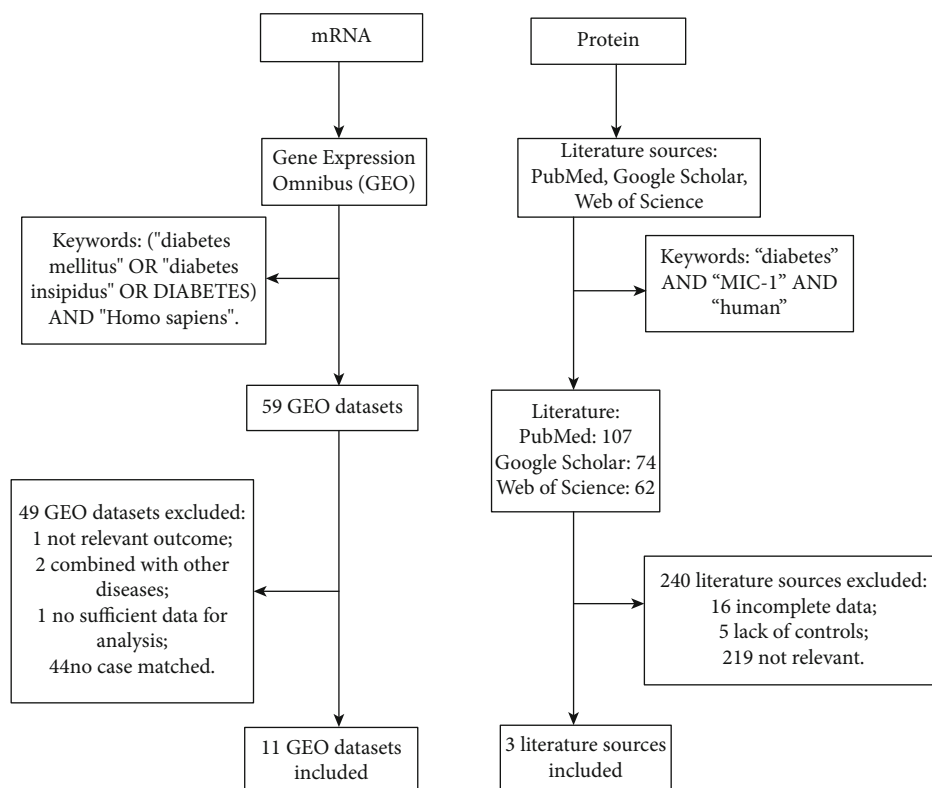 mRNA
Gene Expression
Omnibus (GEO)
Keywords: ("diabetes
mellitus" OR "diabetes
insipidus" OR DIABETES)
AND "Homo sapiens".
59 GEO datasets
49 GEO datasets excluded:
1 not relevant outcome;
2 combined with other
diseases;
1 no sufficient data for
analysis;
44no case matched.
11 GEO datasets
included
Protein
Literature sources:
PubMed, Google Scholar,
Web of Science
Keywords: “diabetes”
AND “MIC-1” AND
“human”
Literature:
PubMed: 107
Google Scholar: 74
Web of Science: 62
240 literature sources excluded:
16 incomplete data;
5 lack of controls;
219 not relevant.
3 literature sources
included